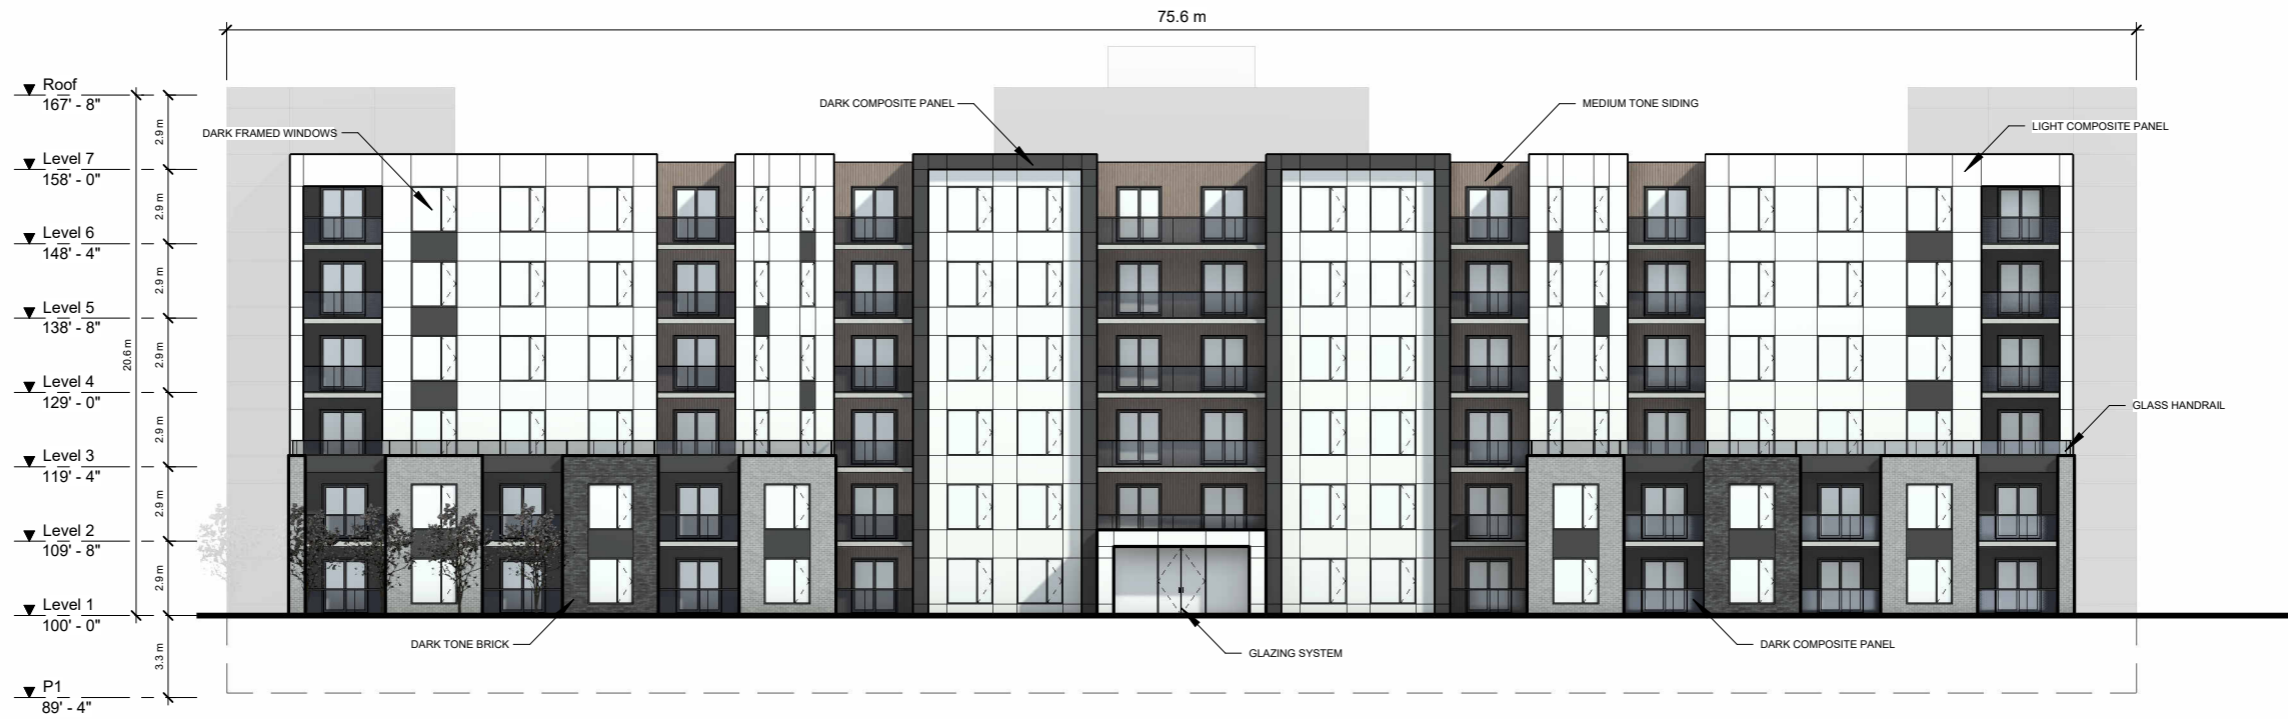 75.6 m
Roof
167' - 8"
DARK COMPOSITE PANEL
MEDIUM TONE SIDING
DARK FRAMED WINDOWS
LIGHT COMPOSITE PANEL
2.9 m
Level 7
158' - 0"
2.9 m
Level 6
148' - 4"
2.9 m
Level 5
138' - 8"
20.6 m
2.9 m
Level 4
129' - 0"
GLASS HANDRAIL
2.9 m
Level 3
119' - 4"
2.9 m
Level 2
109' - 8"
2.9 m
Level 1
100' - 0"
DARK TONE BRICK
GLAZING SYSTEM
DARK COMPOSITE PANEL
3.3 m
P1
89' - 4"